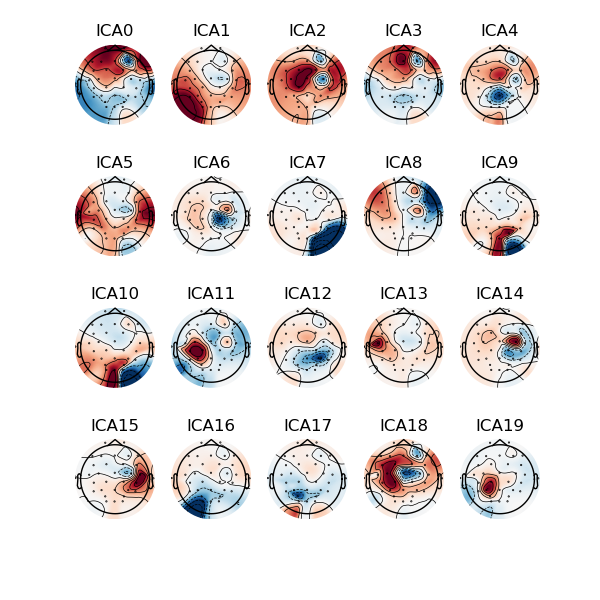 ICA0 ICA1 ICA2 ICA3 ICA4
ICA5 ICA6 ICA7 ICA8 ICA9
ICA10 ICA11 ICA12 ICA13 ICA14
ICA15 ICA16 ICA17 ICA18 ICA19